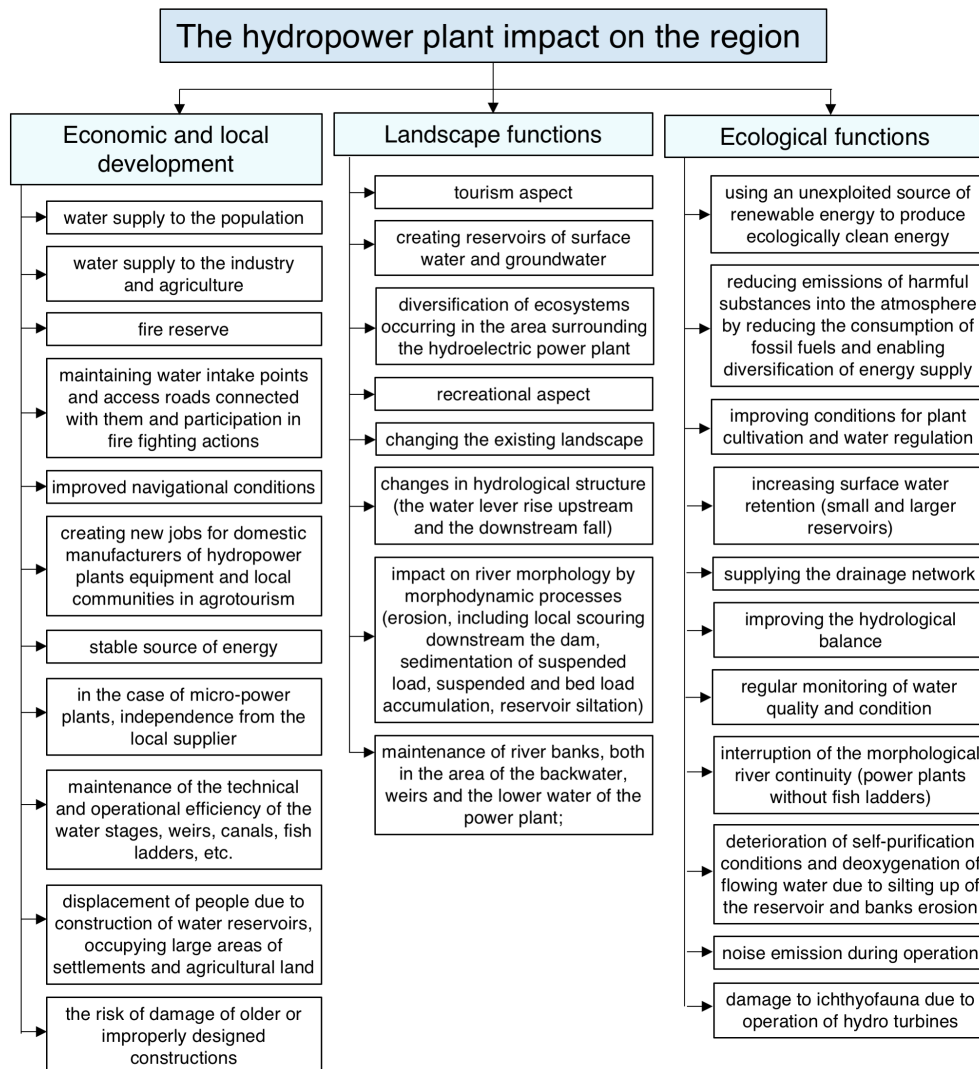 The hydropower plant impact on the region
Economic and local
development
water supply to the population
water supply to the industry
and agriculture
fire reserve
maintaining water intake points
and access roads connected
with them and participation in
fire fighting actions
improved navigational conditions
creating new jobs for domestic
manufacturers of hydropower
plants equipment and local
communities in agrotourism
stable source of energy
in the case of micro-power
plants, independence from the
local supplier
maintenance of the technical
and operational efficiency of the
water stages, weirs, canals, fish
ladders, etc.
displacement of people due to
construction of water reservoirs,
occupying large areas of
settlements and agricultural land
the risk of damage of older or
improperly designed
constructions
Landscape functions
tourism aspect
creating reservoirs of surface
water and groundwater
diversification of ecosystems
occurring in the area surrounding
the hydroelectric power plant
recreational aspect
changing the existing landscape
changes in hydrological structure
(the water lever rise upstream
and the downstream fall)
impact on river morphology by
morphodynamic processes
(erosion, including local scouring
downstream the dam,
sedimentation of suspended
load, suspended and bed load
accumulation, reservoir siltation)
maintenance of river banks, both
in the area of the backwater,
weirs and the lower water of the
power plant;
Ecological functions
using an unexploited source of
renewable energy to produce
ecologically clean energy
reducing emissions of harmful
substances into the atmosphere
by reducing the consumption of
fossil fuels and enabling
diversification of energy supply
improving conditions for plant
cultivation and water regulation
increasing surface water
retention (small and larger
reservoirs)
supplying the drainage network
improving the hydrological
balance
regular monitoring of water
quality and condition
interruption of the morphological
river continuity (power plants
without fish ladders)
deterioration of self-purification
conditions and deoxygenation of
flowing water due to silting up of
the reservoir and banks erosion
noise emission during operation
damage to ichthyofauna due to
operation of hydro turbines